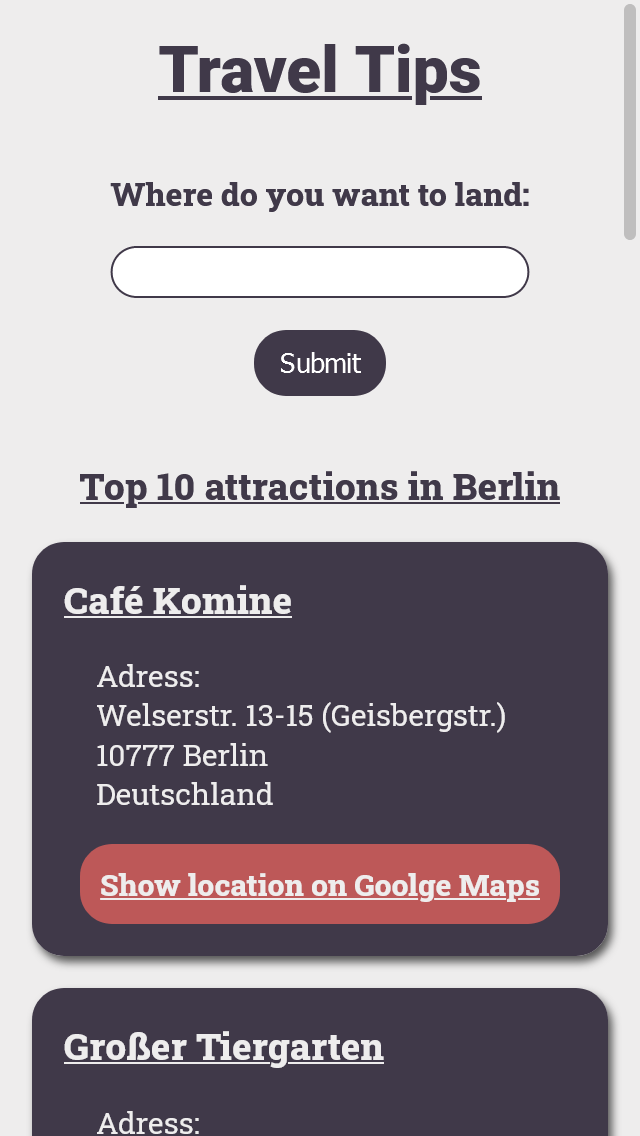 Travel Tips
Where do you want to land:
Submit
Top 10 attractions in Berlin
Café Komine
Adress:
Welserstr. 13-15 (Geisbergstr.)
10777 Berlin
Deutschland
Show location on Goolge Maps
Großer Tiergarten
Adress: